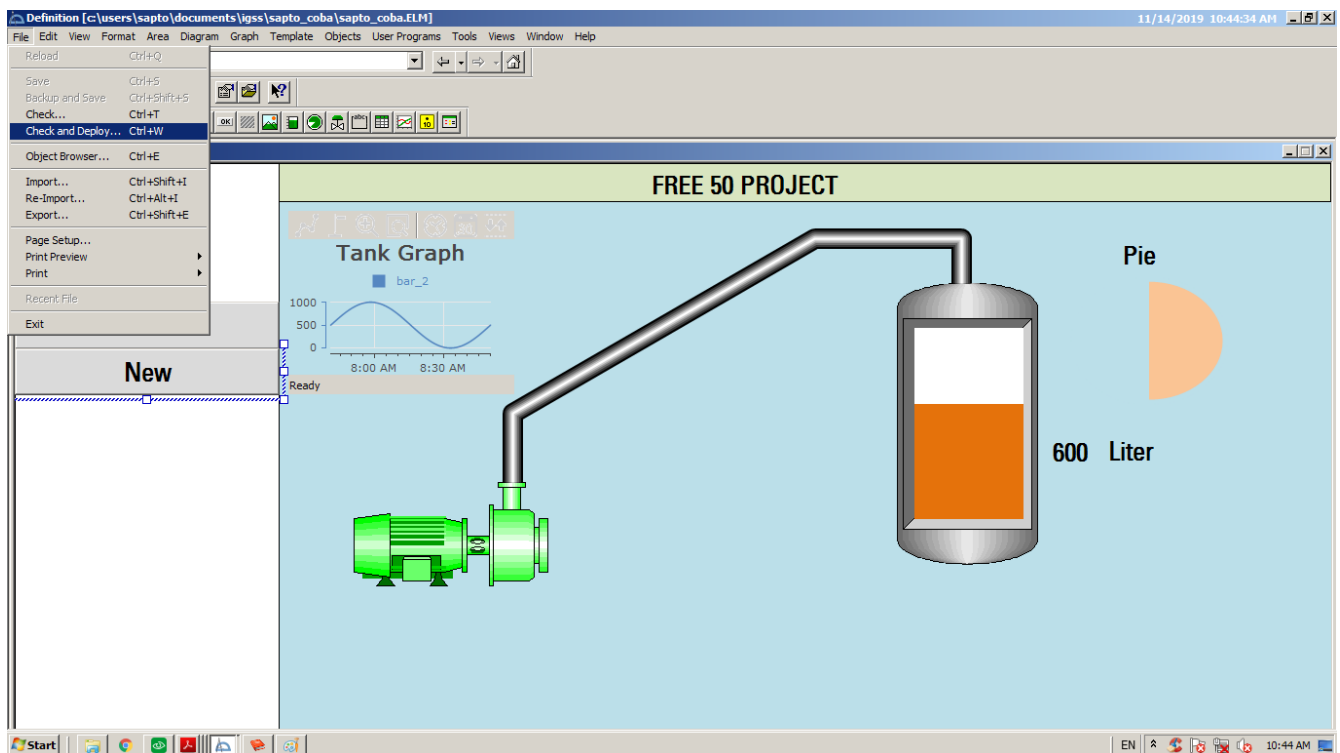 Definition [c:\users\sapto\documents\igss\sapto_coba\sapto_coba.ELM]
11/14/2019 10:44:34 AM
File Edit View Format Area Diagram Graph Template Objects User Programs Tools Views Window Help
Reload Ctrl+Q
Save Ctrl+S
Backup and Save Ctrl+Shift+S
Check... Ctrl+T
Check and Deploy... Ctrl+W
Object Browser... Ctrl+E
Import... Ctrl+Shift+I
Re-Import... Ctrl+Alt+I
Export... Ctrl+Shift+E
Page Setup...
Print Preview
Print
Recent File
Exit
New
FREE 50 PROJECT
Tank Graph
bar_2
1000
500
0
8:00 AM 8:30 AM
Ready
Pie
600 Liter
Start
EN
10:44 AM